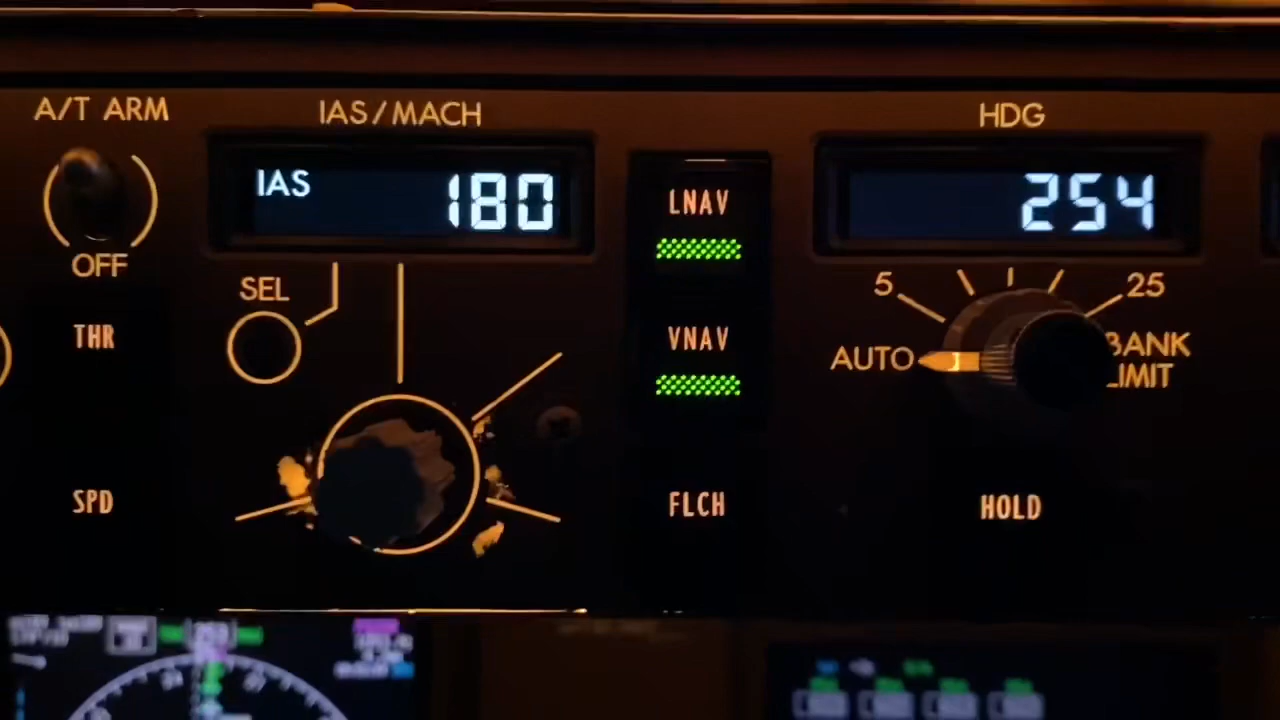 A/T ARM
OFF
THR
SPD
IAS/MACH
IAS 180
SEL
LNAV
VNAV
FLCH
HDG
254
5
25
AUTO
BANK
LIMIT
HOLD